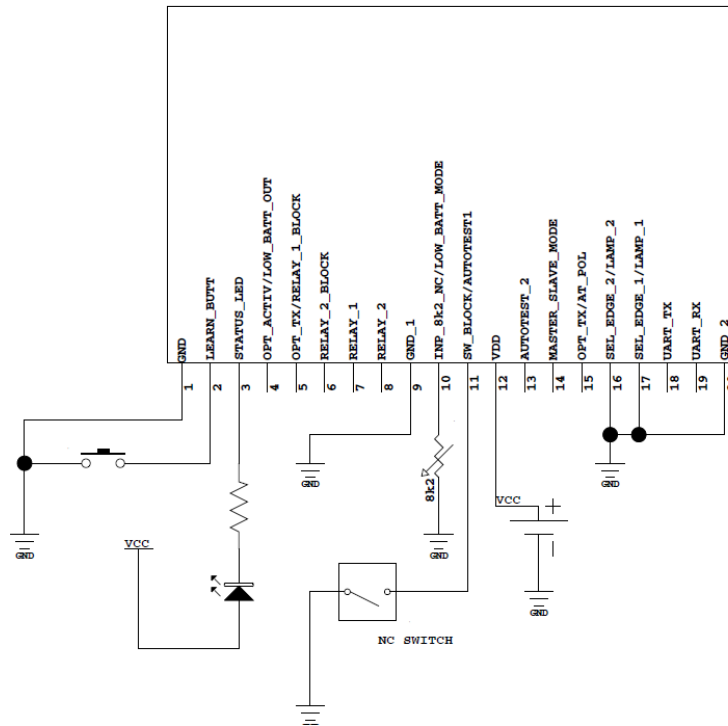 GND
LEARN_BUTT
STATUS_LED
OPT_ACTIV/LOW_BATT_OUT
OPT_TX/RELAY_1_BLOCK
RELAY_2_BLOCK
RELAY_1
RELAY_2
GND_1
INP_8k2_NC/LOW_BATT_MODE
SW_BLOCK/AUTOTEST1
VDD
AUTOTEST_2
MASTER_SLAVE_MODE
OPT_TX/AT_POL
SEL_EDGE_2/LAMP_2
SEL_EDGE_1/LAMP_1
UART_TX
UART_RX
GND_2
1
2
3
4
5
6
7
8
9
10
11
12
13
14
15
16
17
18
19
GND
GND
8k2
VCC
+
|
VCC
GND
GND
GND
NC SWITCH